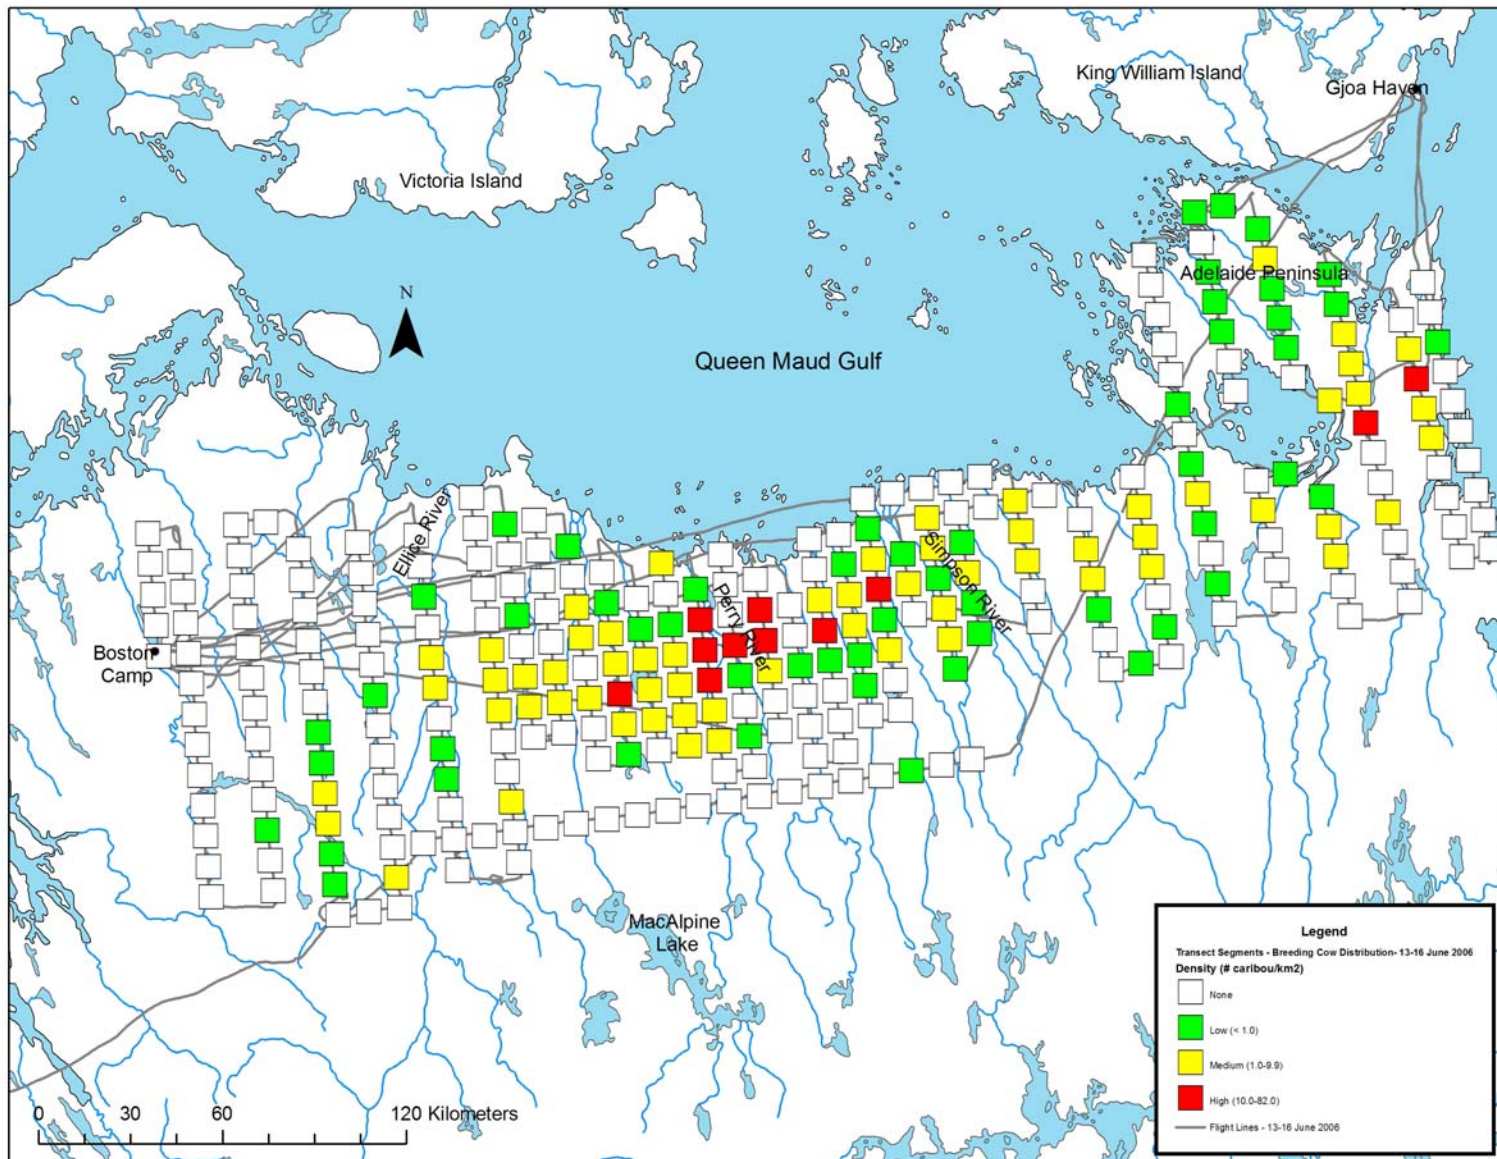 King William Island
Gjoa Haven
Victoria Island
Adelaide Peninsula
N
Queen Maud Gulf
Ellice River
Simpson River
Perry River
Boston
Camp
MacAlpine
Lake
Legend
Transect Segments - Breeding Cow Distribution- 13-16 June 2006
Density (# caribou/km2)
None
Low (< 1.0)
Medium (1.0-9.9)
High (10.0-82.0)
Flight Lines - 13-16 June 2006
0 30 60 120 Kilometers